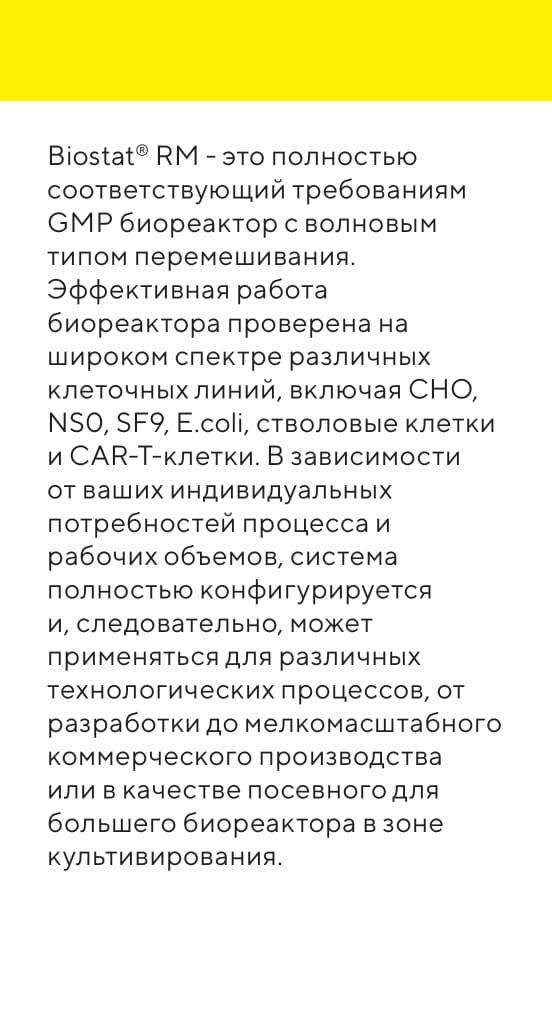 Biostat® RM - это полностью
соответствующий требованиям
GMP биореактор с волновым
типом перемешивания.
Эффективная работа
биореактора проверена на
широком спектре различных
клеточных линий, включая CHO,
NS0, SF9, E.coli, стволовые клетки
и CAR-T-клетки. В зависимости
от ваших индивидуальных
потребностей процесса и
рабочих объемов, система
полностью конфигурируется
и, следовательно, может
применяться для различных
технологических процессов, от
разработки до мелкомасштабного
коммерческого производства
или в качестве посевного для
большего биореактора в зоне
культивирования.